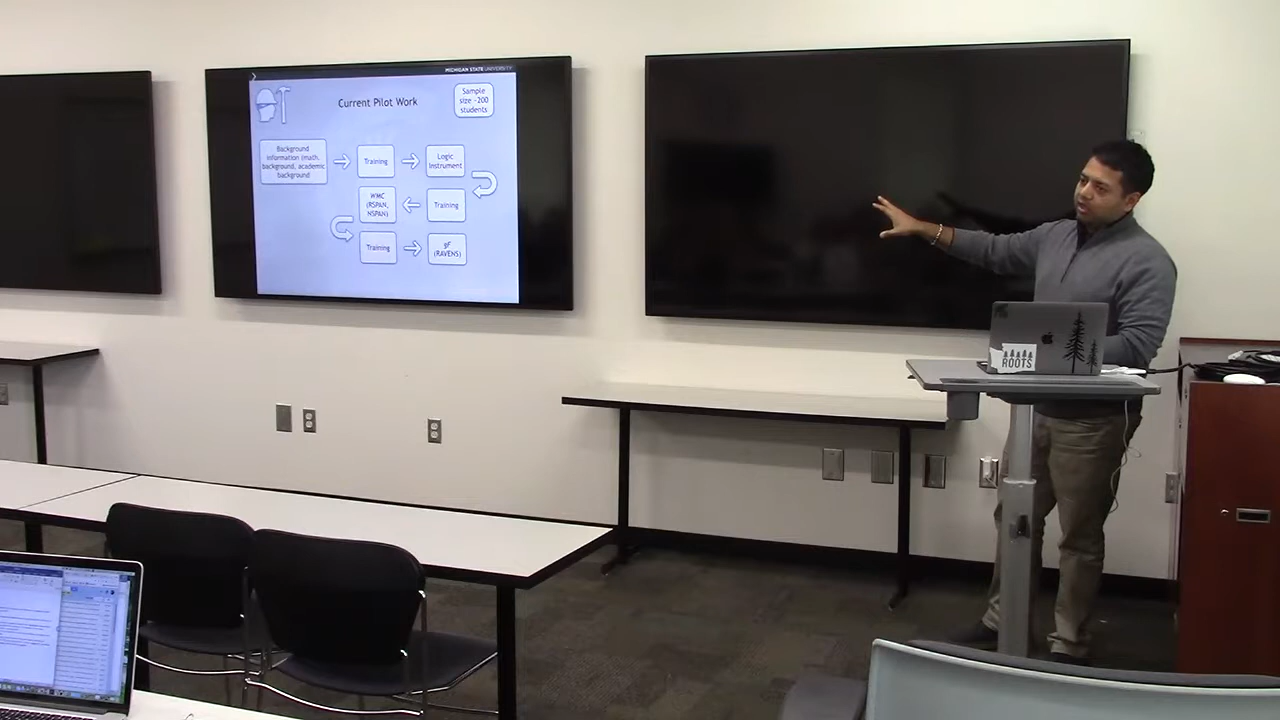 MICHIGAN STATE UNIVERSITY
Current Pilot Work
Sample
size ~200
students
Background
information (math,
background, academic
background
Training
Logic
Instrument
WMC
(RSPAN,
NSPAN)
Training
Training
gF
(RAVENS)
ROOTS